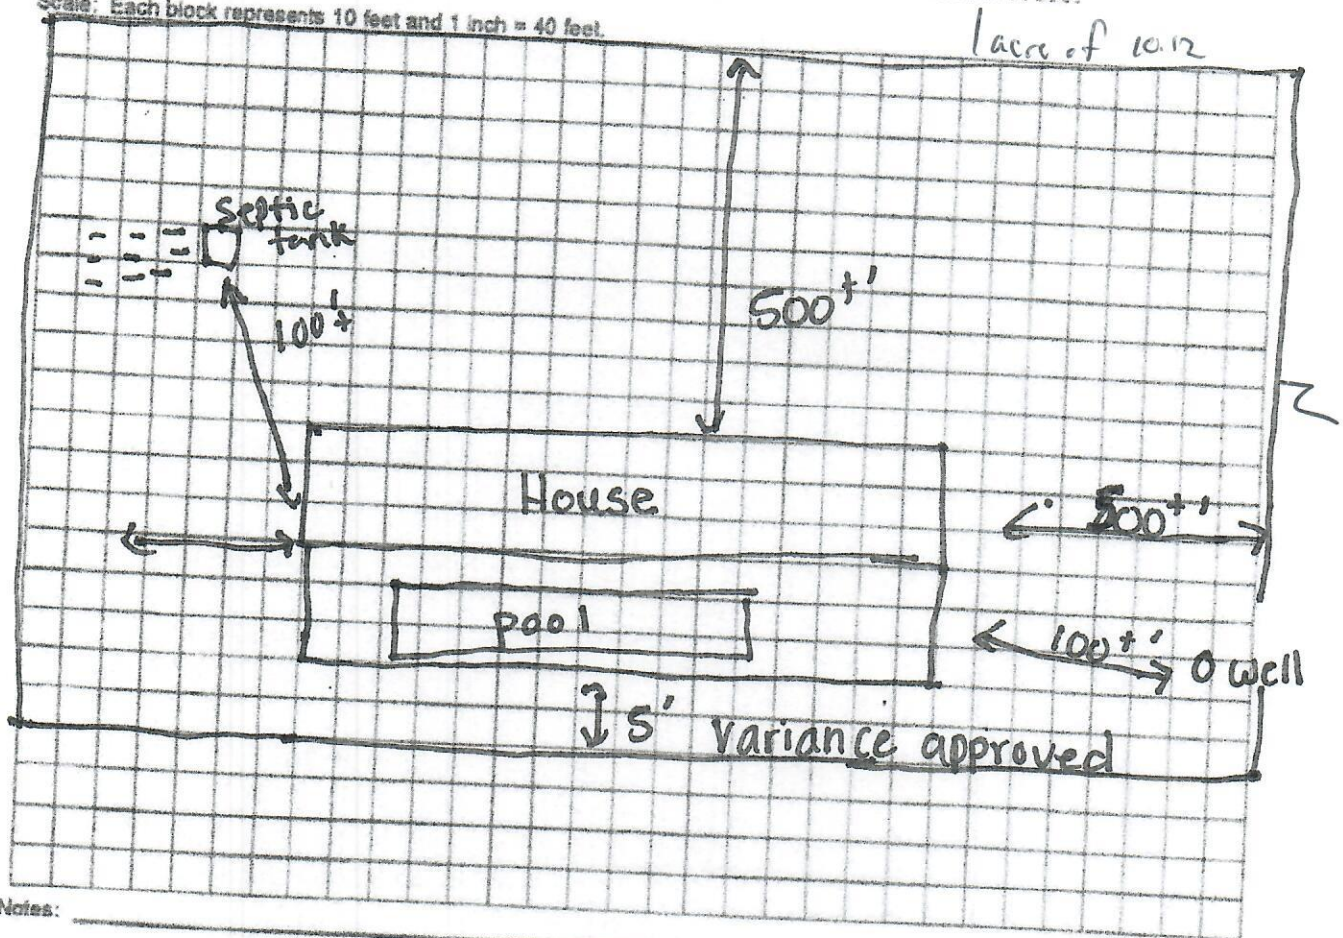 Scale: Each block represents 10 feet and 1 inch = 40 feet.
1 acre of 10.12
Septic
tank
100'+
500+'
House
500+'
pool
100+'
O well
5' Variance approved
Notes: